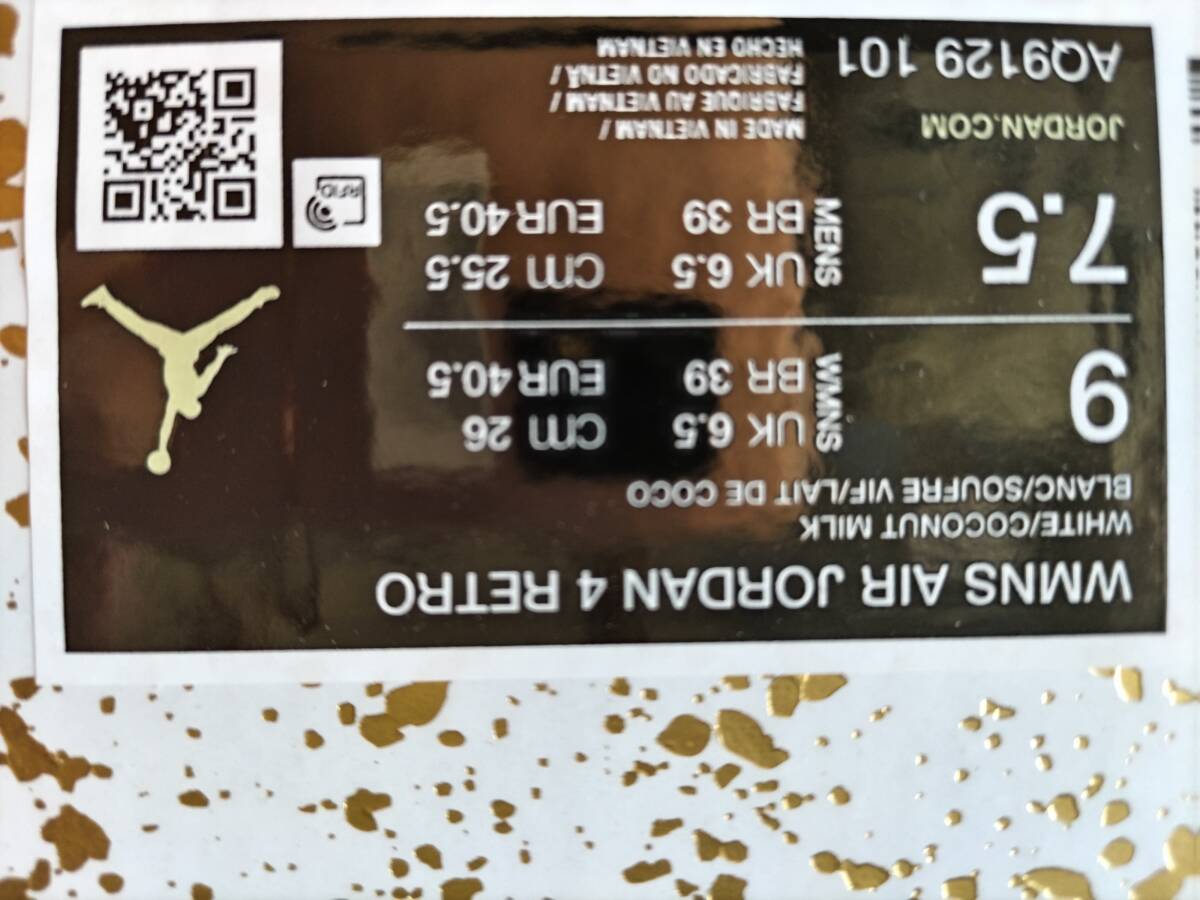 WMNS AIR JORDAN 4 RETRO
WHITE/COCONUT MILK
BLANC/SOUFRE VIF/LAIT DE COCO
9
WMNS
UK 6.5 cm 26
BR 39 EUR 40.5
7.5
MENS
UK 6.5 cm 25.5
BR 39 EUR 40.5
RFID
JORDAN.COM
AQ9129 101
MADE IN VIETNAM /
FABRIQUE AU VIETNAM /
FABRICADO NO VIETNÃ /
HECHO EN VIETNAM